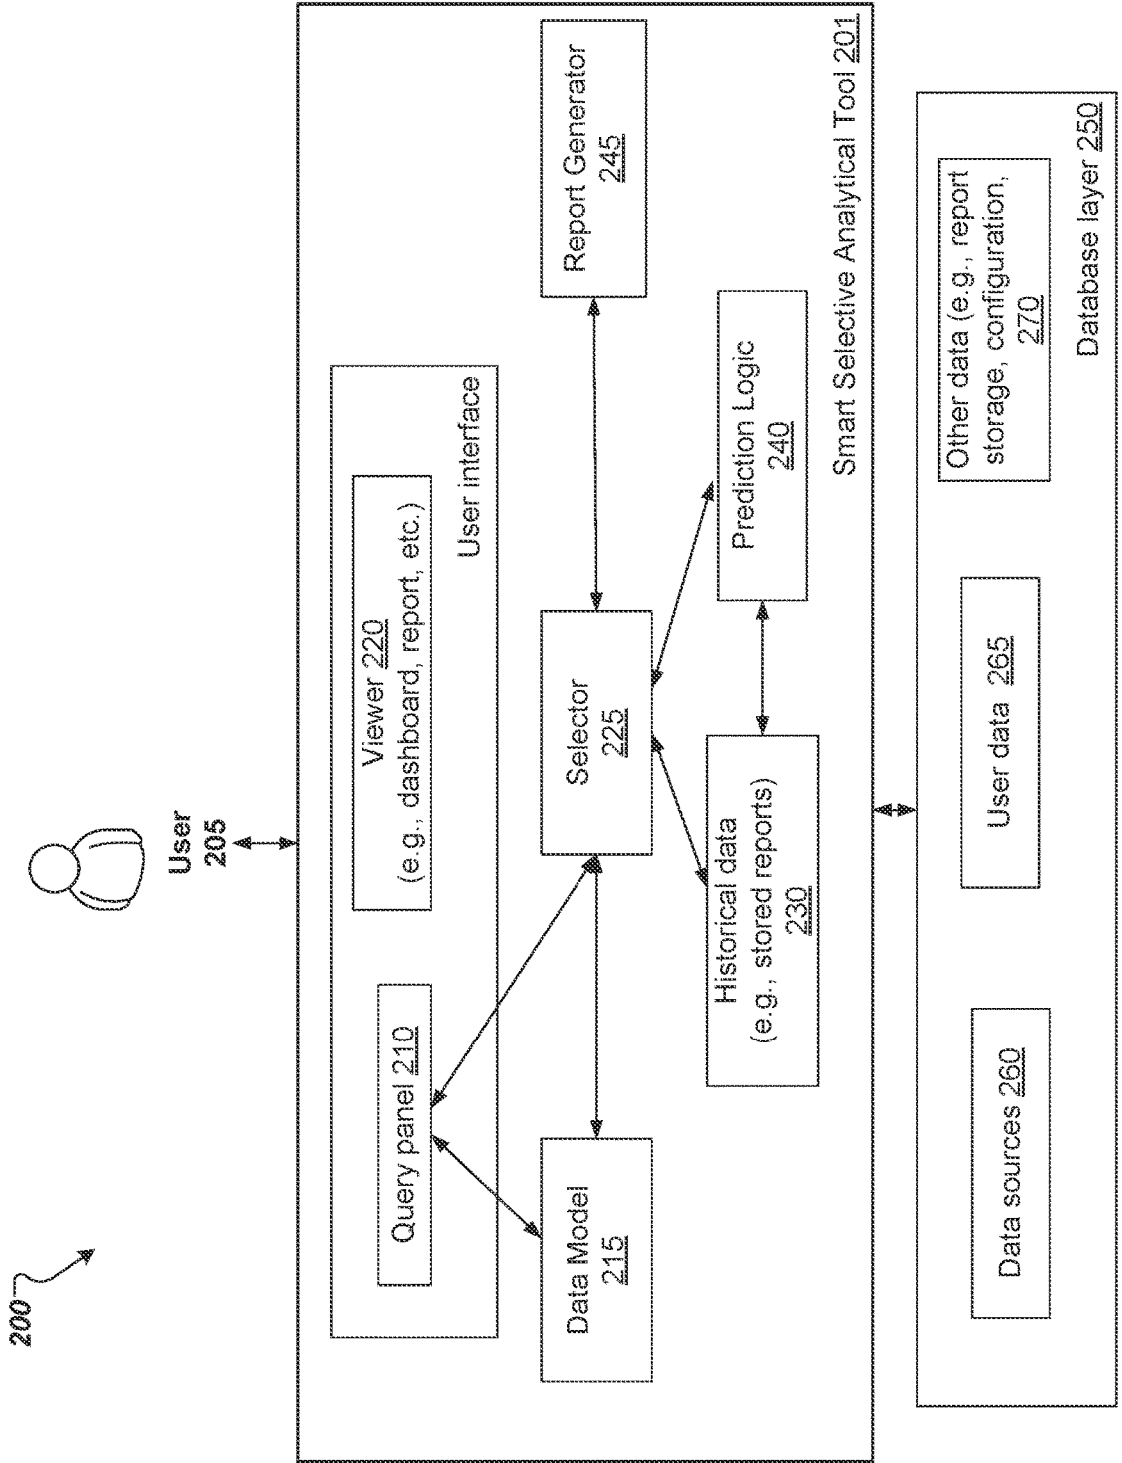 200
User
205
Query panel 210
Viewer 220
(e.g., dashboard, report, etc.)
User interface
Data Model
215
Selector
225
Report Generator
245
Historical data
(e.g., stored reports)
230
Prediction Logic
240
Smart Selective Analytical Tool 201
Data sources 260
User data 265
Other data (e.g., report
storage, configuration,
270
Database layer 250